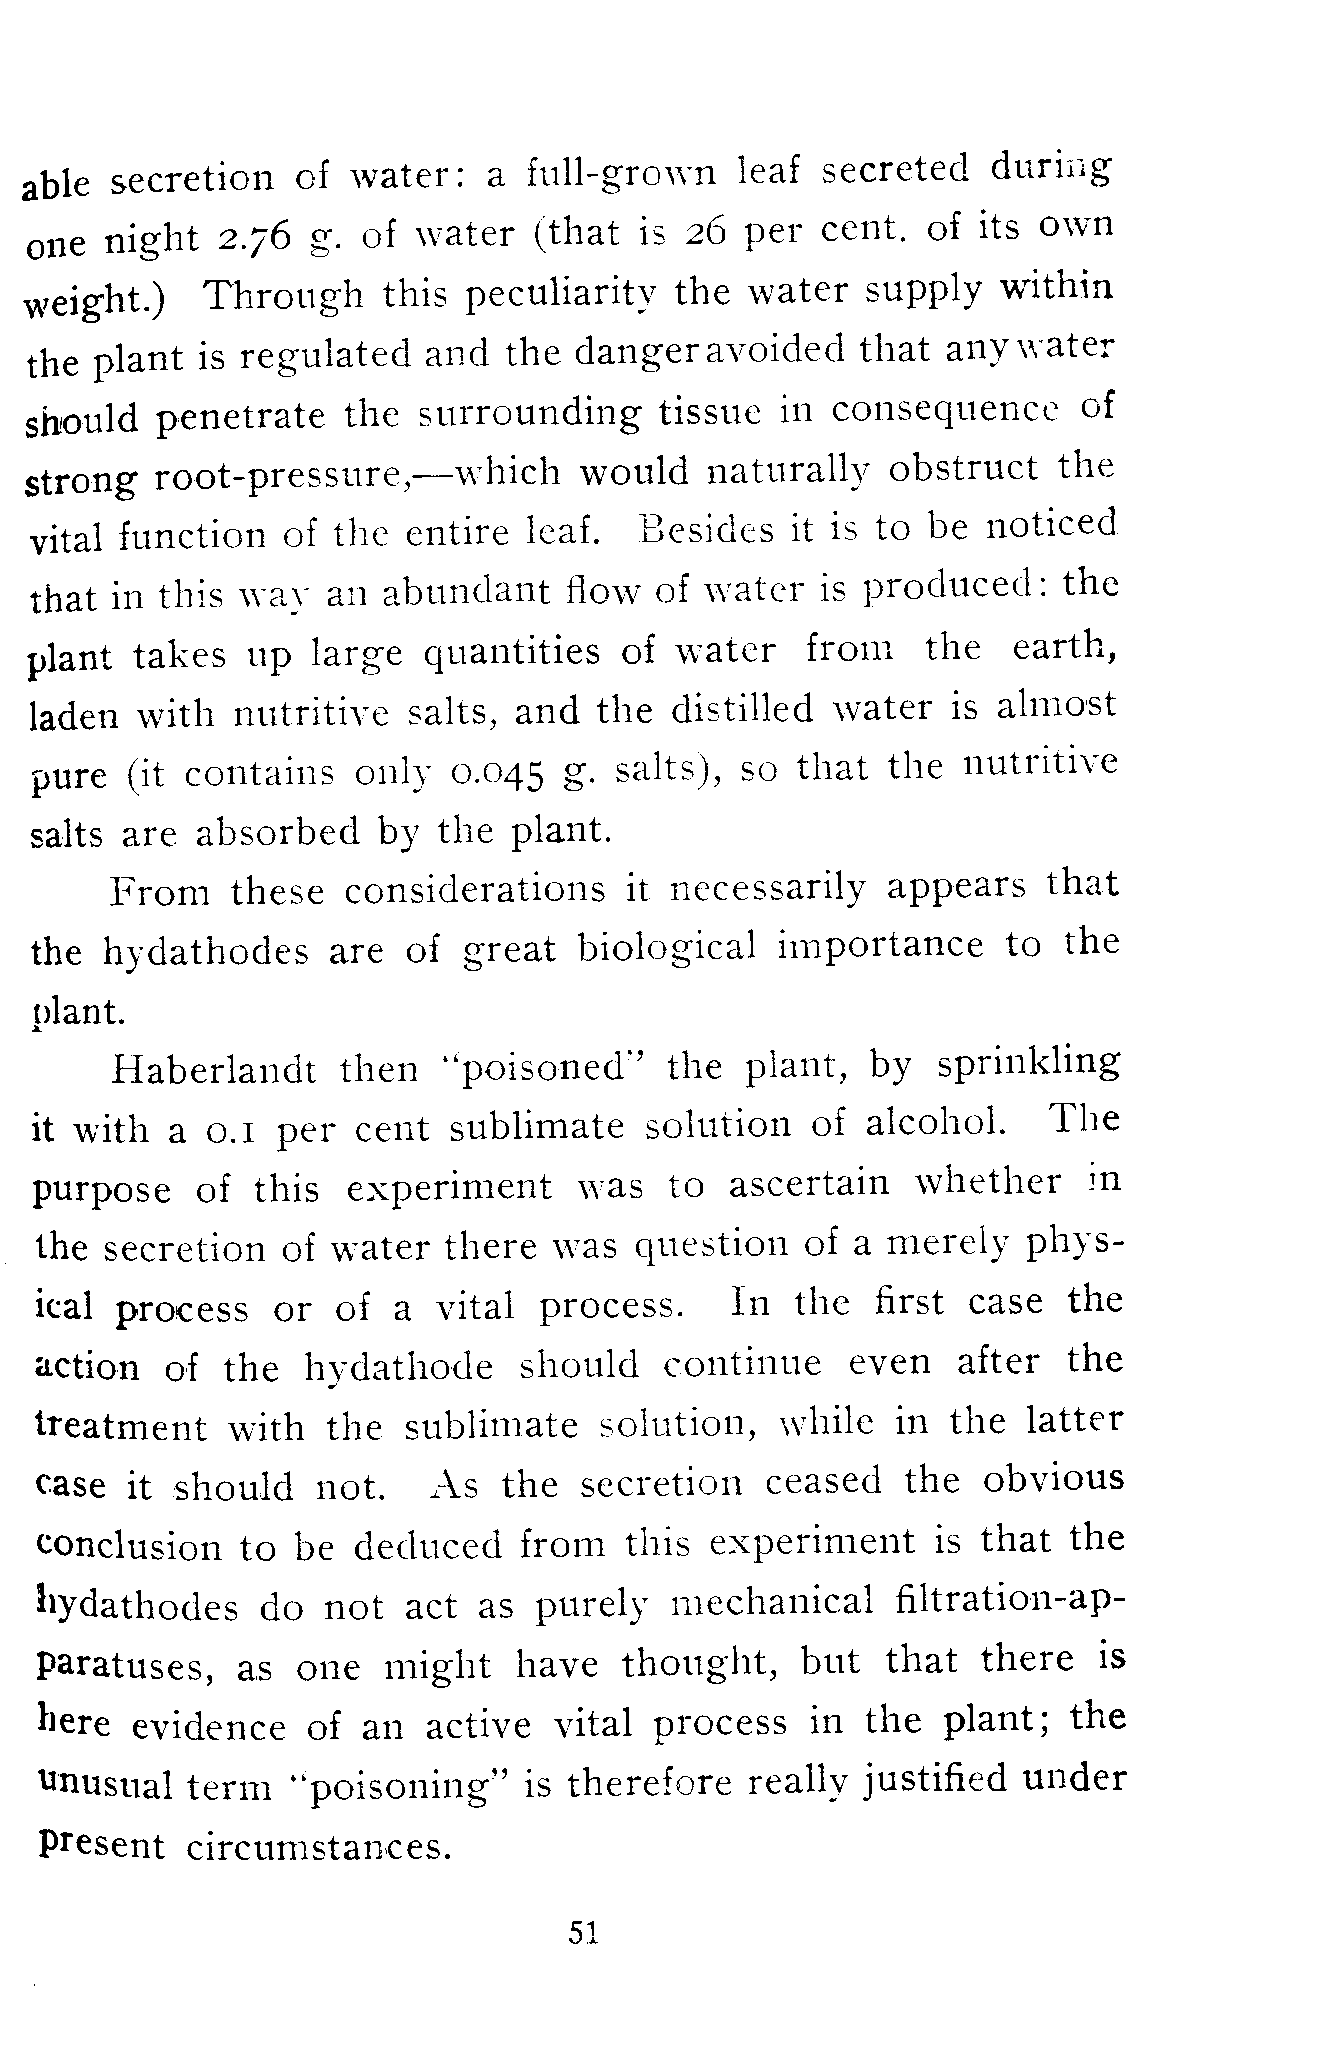 able secretion of water: a full-grown leaf secreted during
one night 2.76 g. of water (that is 26 per cent. of its own
weight.) Through this peculiarity the water supply within
the plant is regulated and the danger avoided that any water
should penetrate the surrounding tissue in consequence of
strong root-pressure,—which would naturally obstruct the
vital function of the entire leaf. Besides it is to be noticed
that in this way an abundant flow of water is produced: the
plant takes up large quantities of water from the earth,
laden with nutritive salts, and the distilled water is almost
pure (it contains only 0.045 g. salts), so that the nutritive
salts are absorbed by the plant.
From these considerations it necessarily appears that
the hydathodes are of great biological importance to the
plant.
Haberlandt then "poisoned" the plant, by sprinkling
it with a 0.1 per cent sublimate solution of alcohol. The
purpose of this experiment was to ascertain whether in
the secretion of water there was question of a merely phys-
ical process or of a vital process. In the first case the
action of the hydathode should continue even after the
treatment with the sublimate solution, while in the latter
case it should not. As the secretion ceased the obvious
conclusion to be deduced from this experiment is that the
hydathodes do not act as purely mechanical filtration-ap-
paratuses, as one might have thought, but that there is
here evidence of an active vital process in the plant; the
unusual term "poisoning" is therefore really justified under
present circumstances.
51